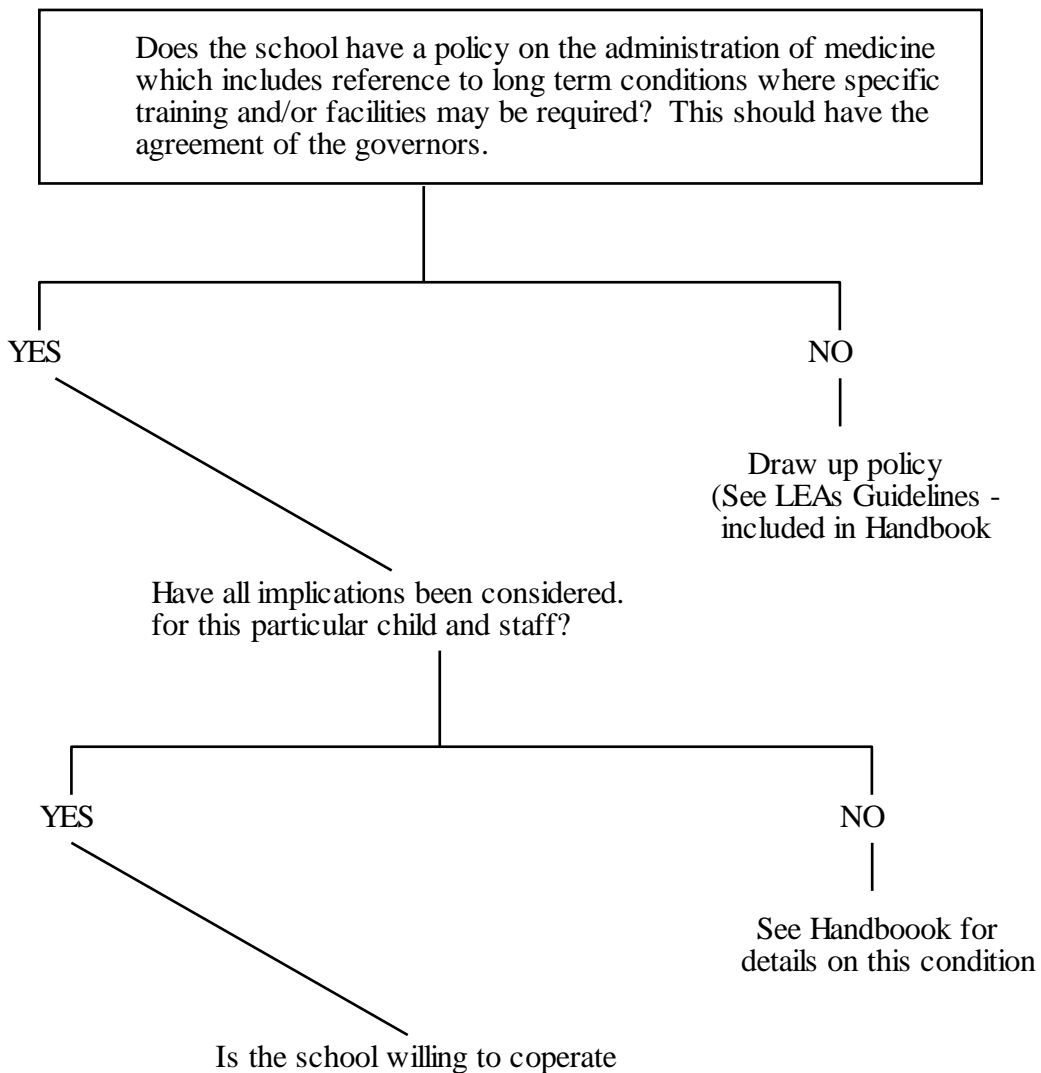 Does the school have a policy on the administration of medicine
which includes reference to long term conditions where specific
training and/or facilities may be required?  This should have the
agreement of the governors.
YES
NO
Draw up policy
(See LEAs Guidelines -
included in Handbook
Have all implications been considered.
for this particular child and staff?
YES
NO
See Handboook for
details on this condition
Is the school willing to coperate